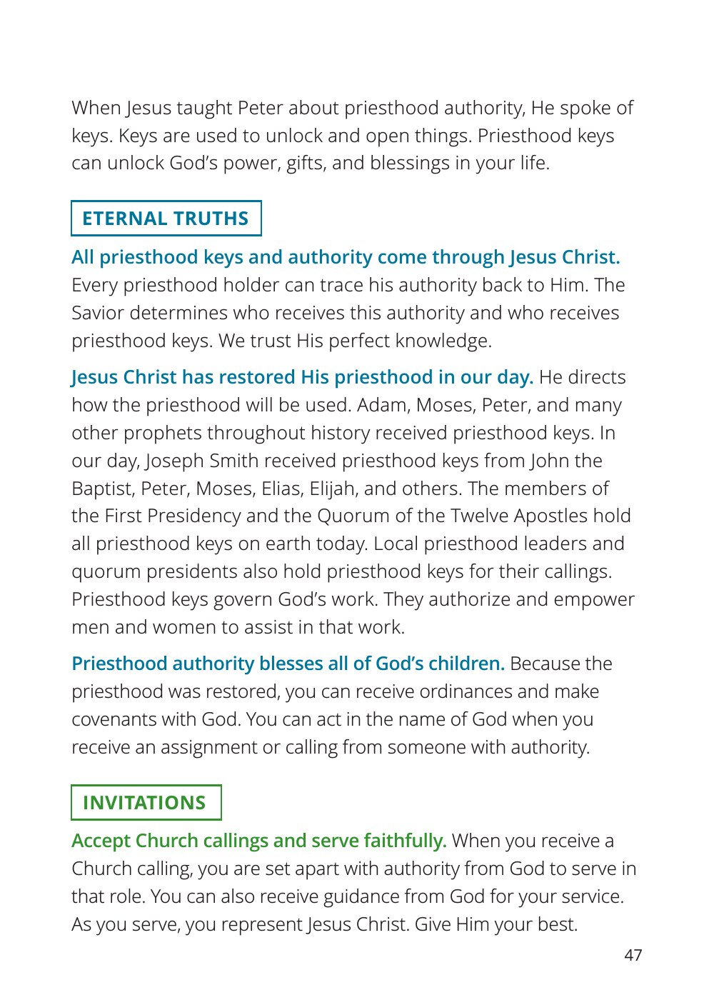 When Jesus taught Peter about priesthood authority, He spoke of
keys. Keys are used to unlock and open things. Priesthood keys
can unlock God’s power, gifts, and blessings in your life.
ETERNAL TRUTHS
All priesthood keys and authority come through Jesus Christ.
Every priesthood holder can trace his authority back to Him. The
Savior determines who receives this authority and who receives
priesthood keys. We trust His perfect knowledge.
Jesus Christ has restored His priesthood in our day. He directs
how the priesthood will be used. Adam, Moses, Peter, and many
other prophets throughout history received priesthood keys. In
our day, Joseph Smith received priesthood keys from John the
Baptist, Peter, Moses, Elias, Elijah, and others. The members of
the First Presidency and the Quorum of the Twelve Apostles hold
all priesthood keys on earth today. Local priesthood leaders and
quorum presidents also hold priesthood keys for their callings.
Priesthood keys govern God’s work. They authorize and empower
men and women to assist in that work.
Priesthood authority blesses all of God’s children. Because the
priesthood was restored, you can receive ordinances and make
covenants with God. You can act in the name of God when you
receive an assignment or calling from someone with authority.
INVITATIONS
Accept Church callings and serve faithfully. When you receive a
Church calling, you are set apart with authority from God to serve in
that role. You can also receive guidance from God for your service.
As you serve, you represent Jesus Christ. Give Him your best.
47